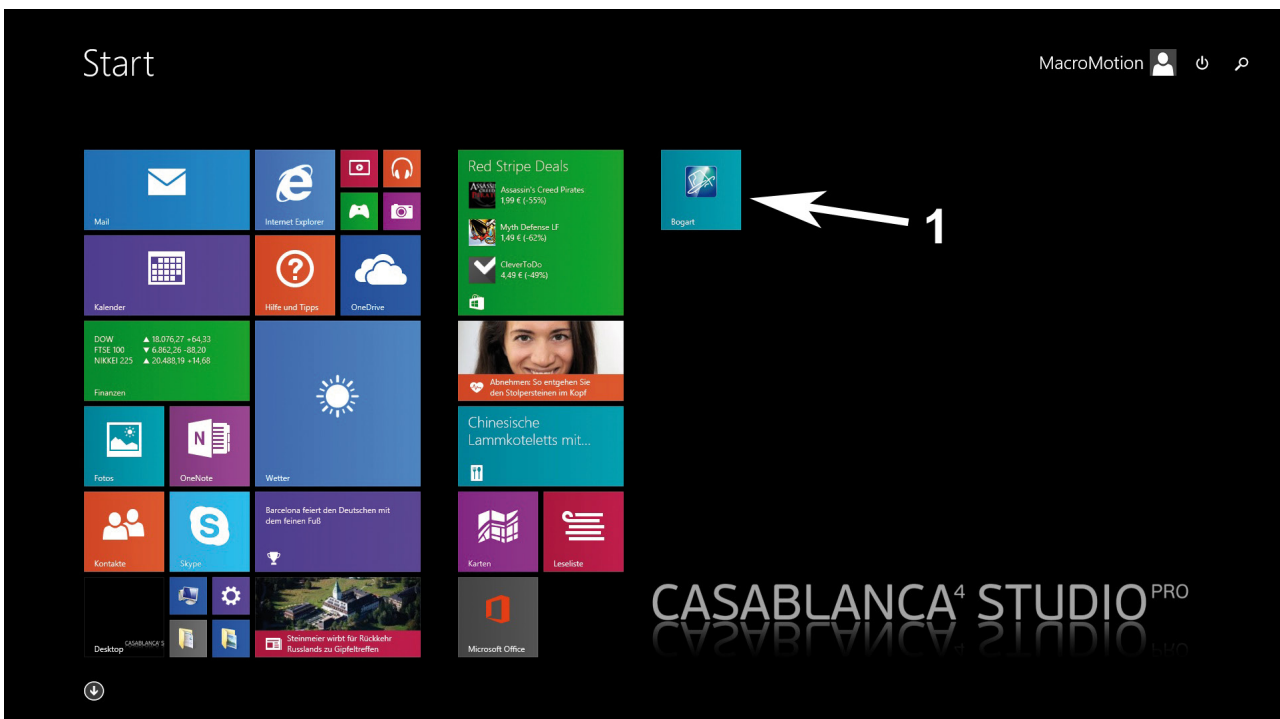 Start
MacroMotion
Mail
Internet Explorer
Kalender
Hilfe und Tipps
OneDrive
DOW ▲ 18.076,27 +64,33
FTSE 100 ▼ 6.862,26 -88,20
NIKKEI 225 ▲ 20.488,19 +14,68
Finanzen
Fotos
OneNote
Wetter
Kontakte
Skype
Barcelona feiert den Deutschen mit
dem feinen Fuß
Desktop
CASABLANCA4 S
Steinmeier wirbt für Rückkehr
Russlands zu Gipfeltreffen
Red Stripe Deals
Assassin's Creed Pirates
1,99 € (-55%)
Myth Defense LF
1,49 € (-62%)
CleverToDo
4,49 € (-49%)
Abnehmen: So entgehen Sie
den Stolpersteinen im Kopf
Chinesische
Lammkoteletts mit...
Karten
Leseliste
Microsoft Office
Bogart
1
CASABLANCA⁴ STUDIO PRO